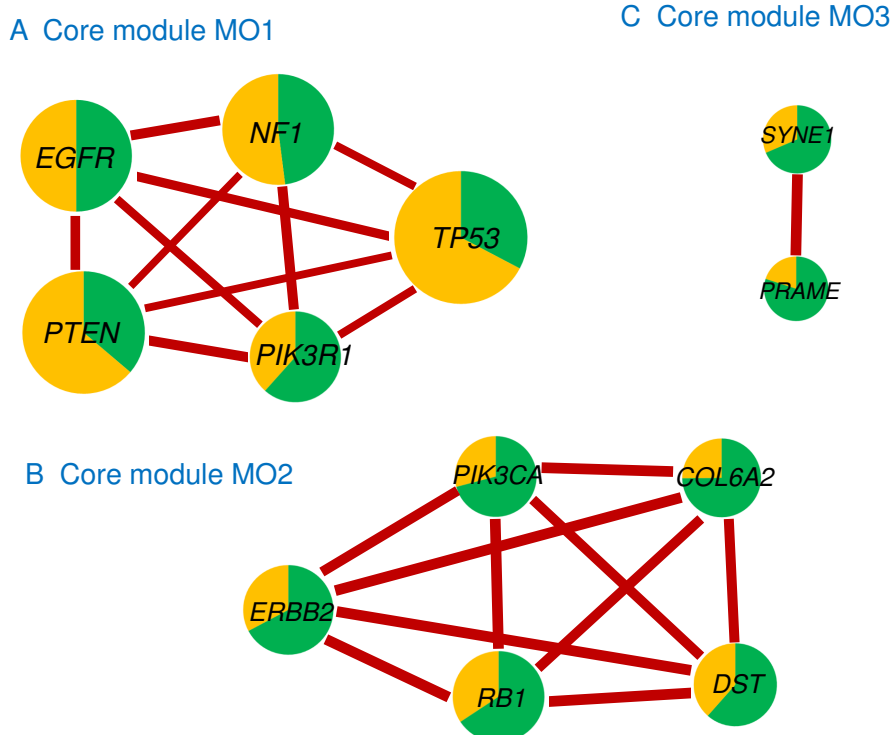 A Core module MO1
C Core module MO3
EGFR
NF1
SYNE1
TP53
PRAME
PTEN
PIK3R1
B Core module MO2
PIK3CA
COL6A2
ERBB2
RB1
DST